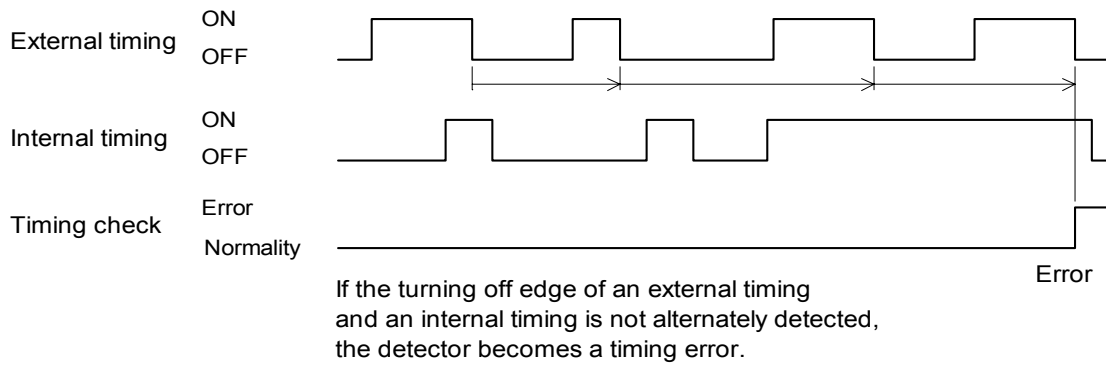 External timing
ON
OFF
Internal timing
ON
OFF
Timing check
Error
Normality
Error
If the turning off edge of an external timing
and an internal timing is not alternately detected,
the detector becomes a timing error.